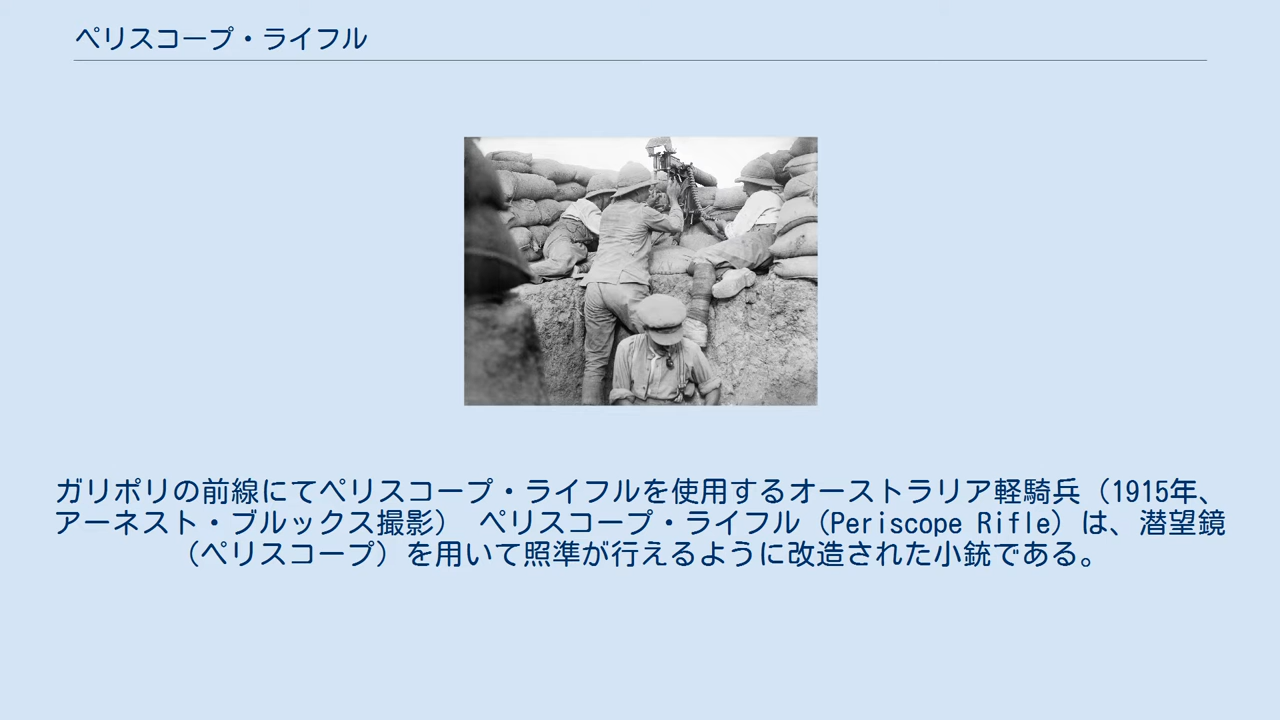 ペリスコープ・ライフル
ガリポリの前線にてペリスコープ・ライフルを使用するオーストラリア軽騎兵（1915年、
アーネスト・ブルックス撮影） ペリスコープ・ライフル（Periscope Rifle）は、潜望鏡
（ペリスコープ）を用いて照準が行えるように改造された小銃である。